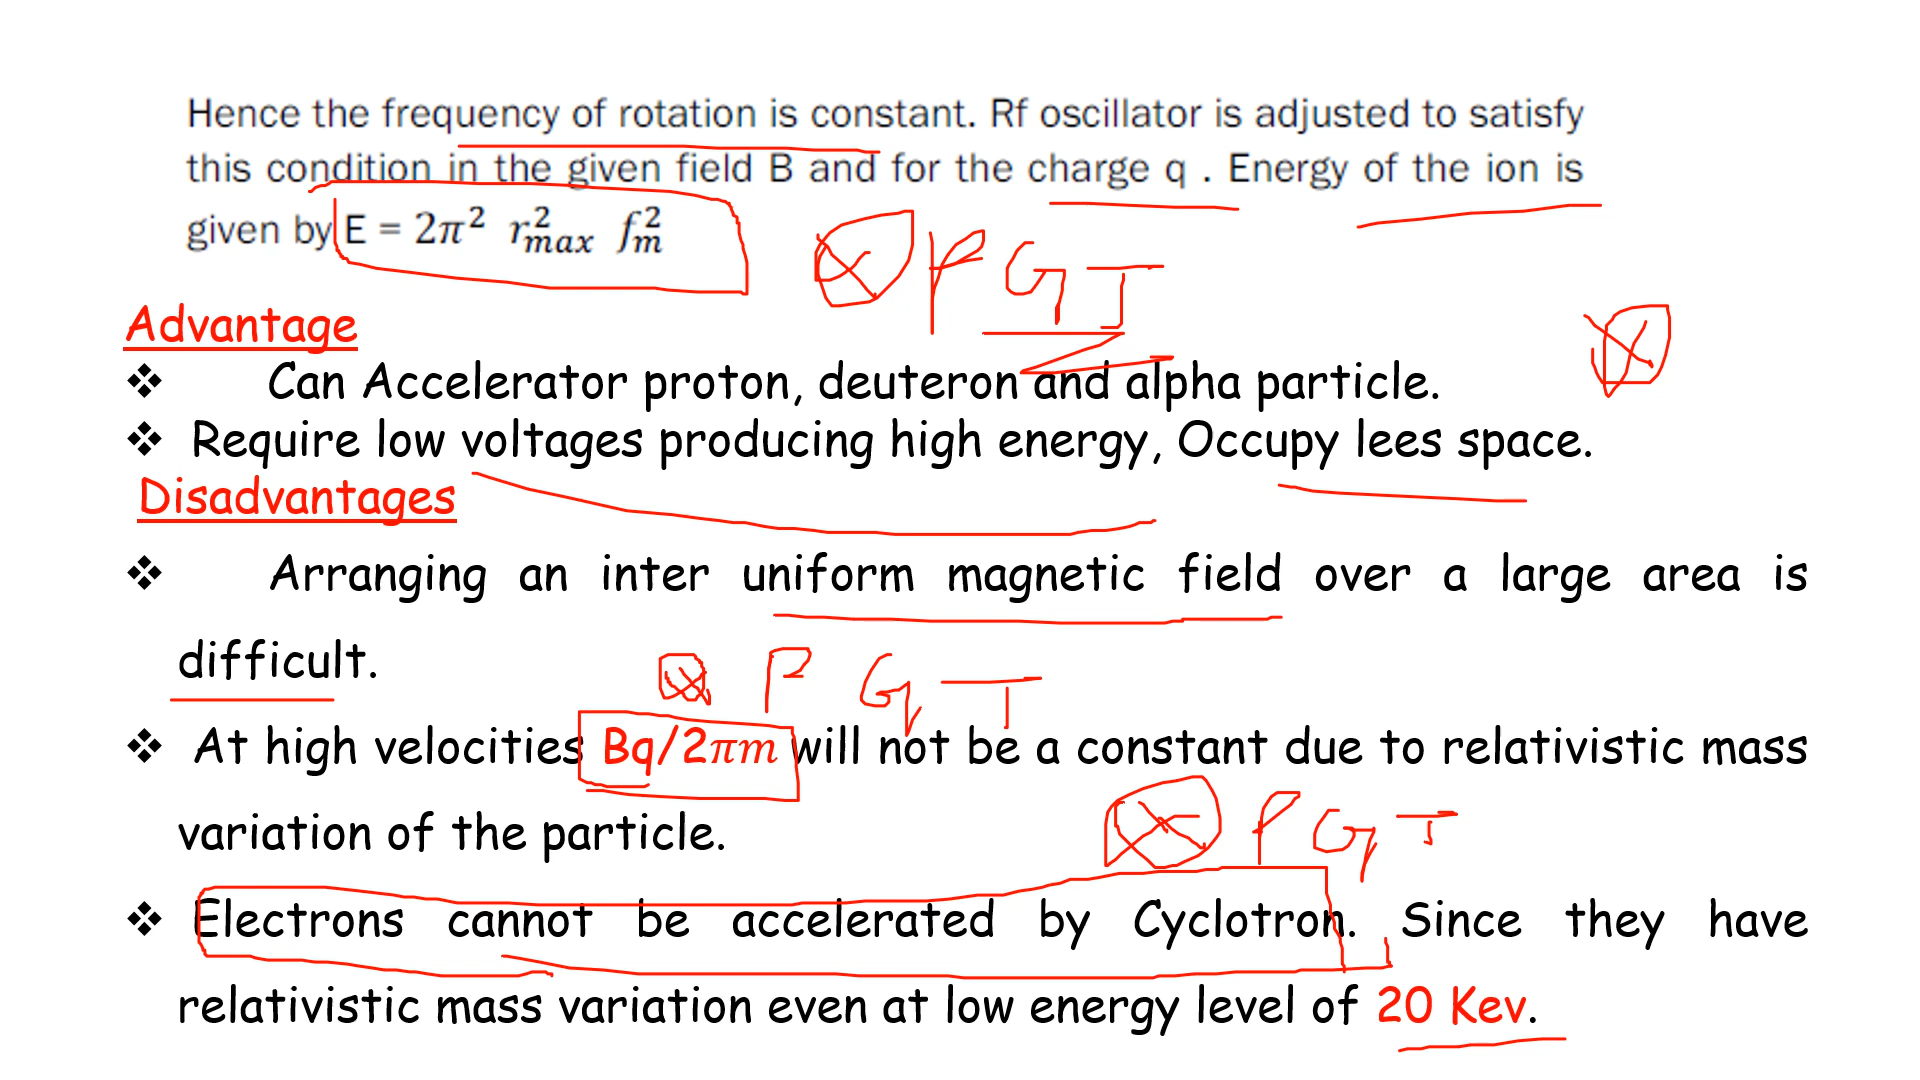 Hence the frequency of rotation is constant. Rf oscillator is adjusted to satisfy
this condition in the given field B and for the charge q . Energy of the ion is
given by E = 2π² r²max f²m
P G T
Advantage
❖ Can Accelerator proton, deuteron and alpha particle.
❖ Require low voltages producing high energy, Occupy lees space.
Disadvantages
❖ Arranging an inter uniform magnetic field over a large area is
difficult.
P G T
❖ At high velocities Bq/2πm will not be a constant due to relativistic mass
variation of the particle.
P G T
❖ Electrons cannot be accelerated by Cyclotron. Since they have
relativistic mass variation even at low energy level of 20 Kev.